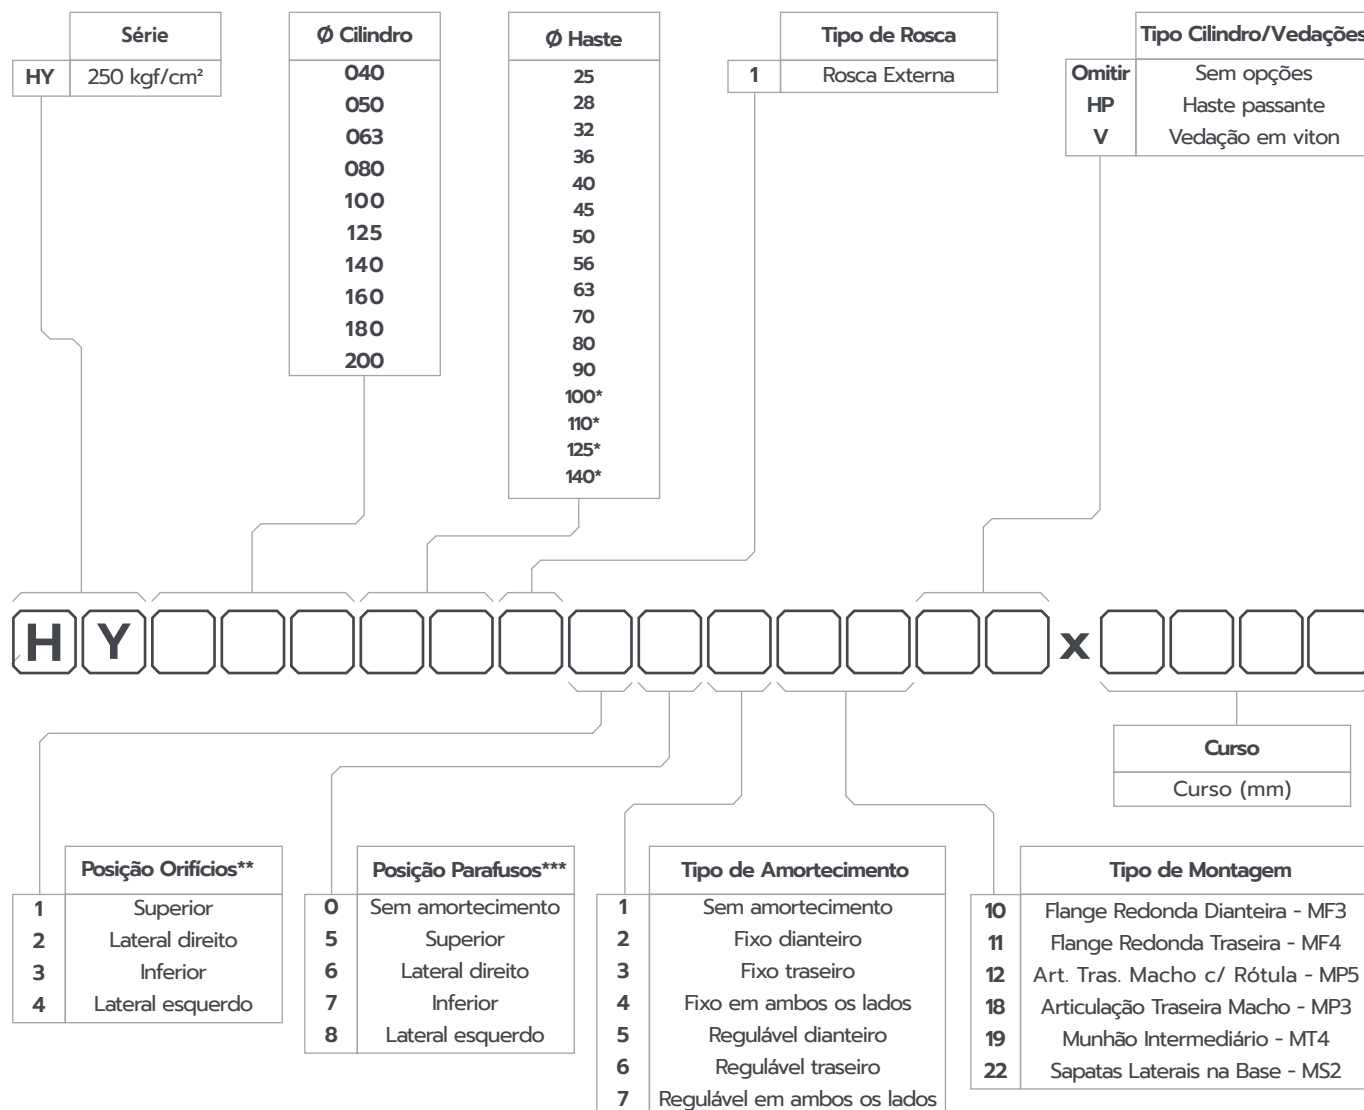 Série
HY 250 kgf/cm²
Ø Cilindro
040
050
063
080
100
125
140
160
180
200
Ø Haste
25
28
32
36
40
45
50
56
63
70
80
90
100*
110*
125*
140*
Tipo de Rosca
1 Rosca Externa
Tipo Cilindro/Vedações
Omitir Sem opções
HP Haste passante
V Vedação em viton
H Y x
Curso
Curso (mm)
Posição Orifícios**
1 Superior
2 Lateral direito
3 Inferior
4 Lateral esquerdo
Posição Parafusos***
0 Sem amortecimento
5 Superior
6 Lateral direito
7 Inferior
8 Lateral esquerdo
Tipo de Amortecimento
1 Sem amortecimento
2 Fixo dianteiro
3 Fixo traseiro
4 Fixo em ambos os lados
5 Regulável dianteiro
6 Regulável traseiro
7 Regulável em ambos os lados
Tipo de Montagem
10 Flange Redonda Dianteira - MF3
11 Flange Redonda Traseira - MF4
12 Art. Tras. Macho c/ Rótula - MP5
18 Articulação Traseira Macho - MP3
19 Munhão Intermediário - MT4
22 Sapatas Laterais na Base - MS2